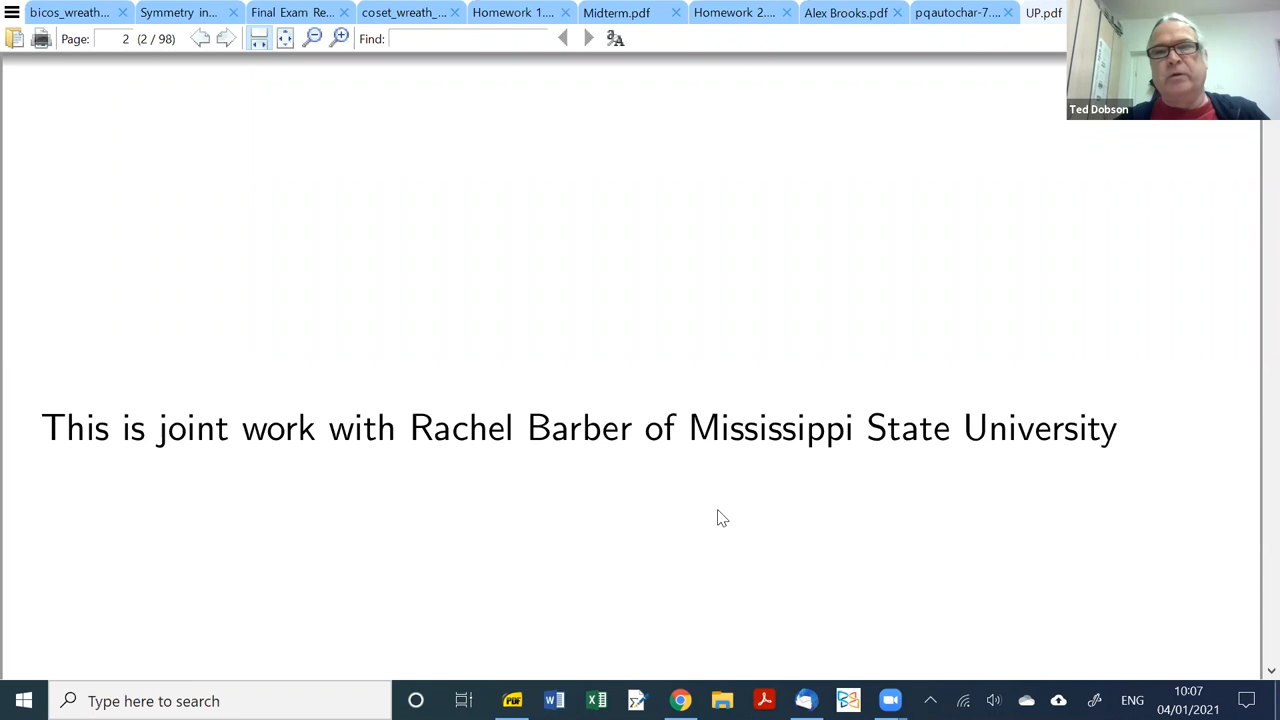 bicos_wreath...
Symmetry in...
Final Exam Re...
coset_wreath_...
Homework 1....
Midterm.pdf
Homework 2....
Alex Brooks.pdf
pqautochar-7....
UP.pdf
Page: 2 (2 / 98)
Find:
Ted Dobson
This is joint work with Rachel Barber of Mississippi State University
Type here to search
ENG
10:07
04/01/2021